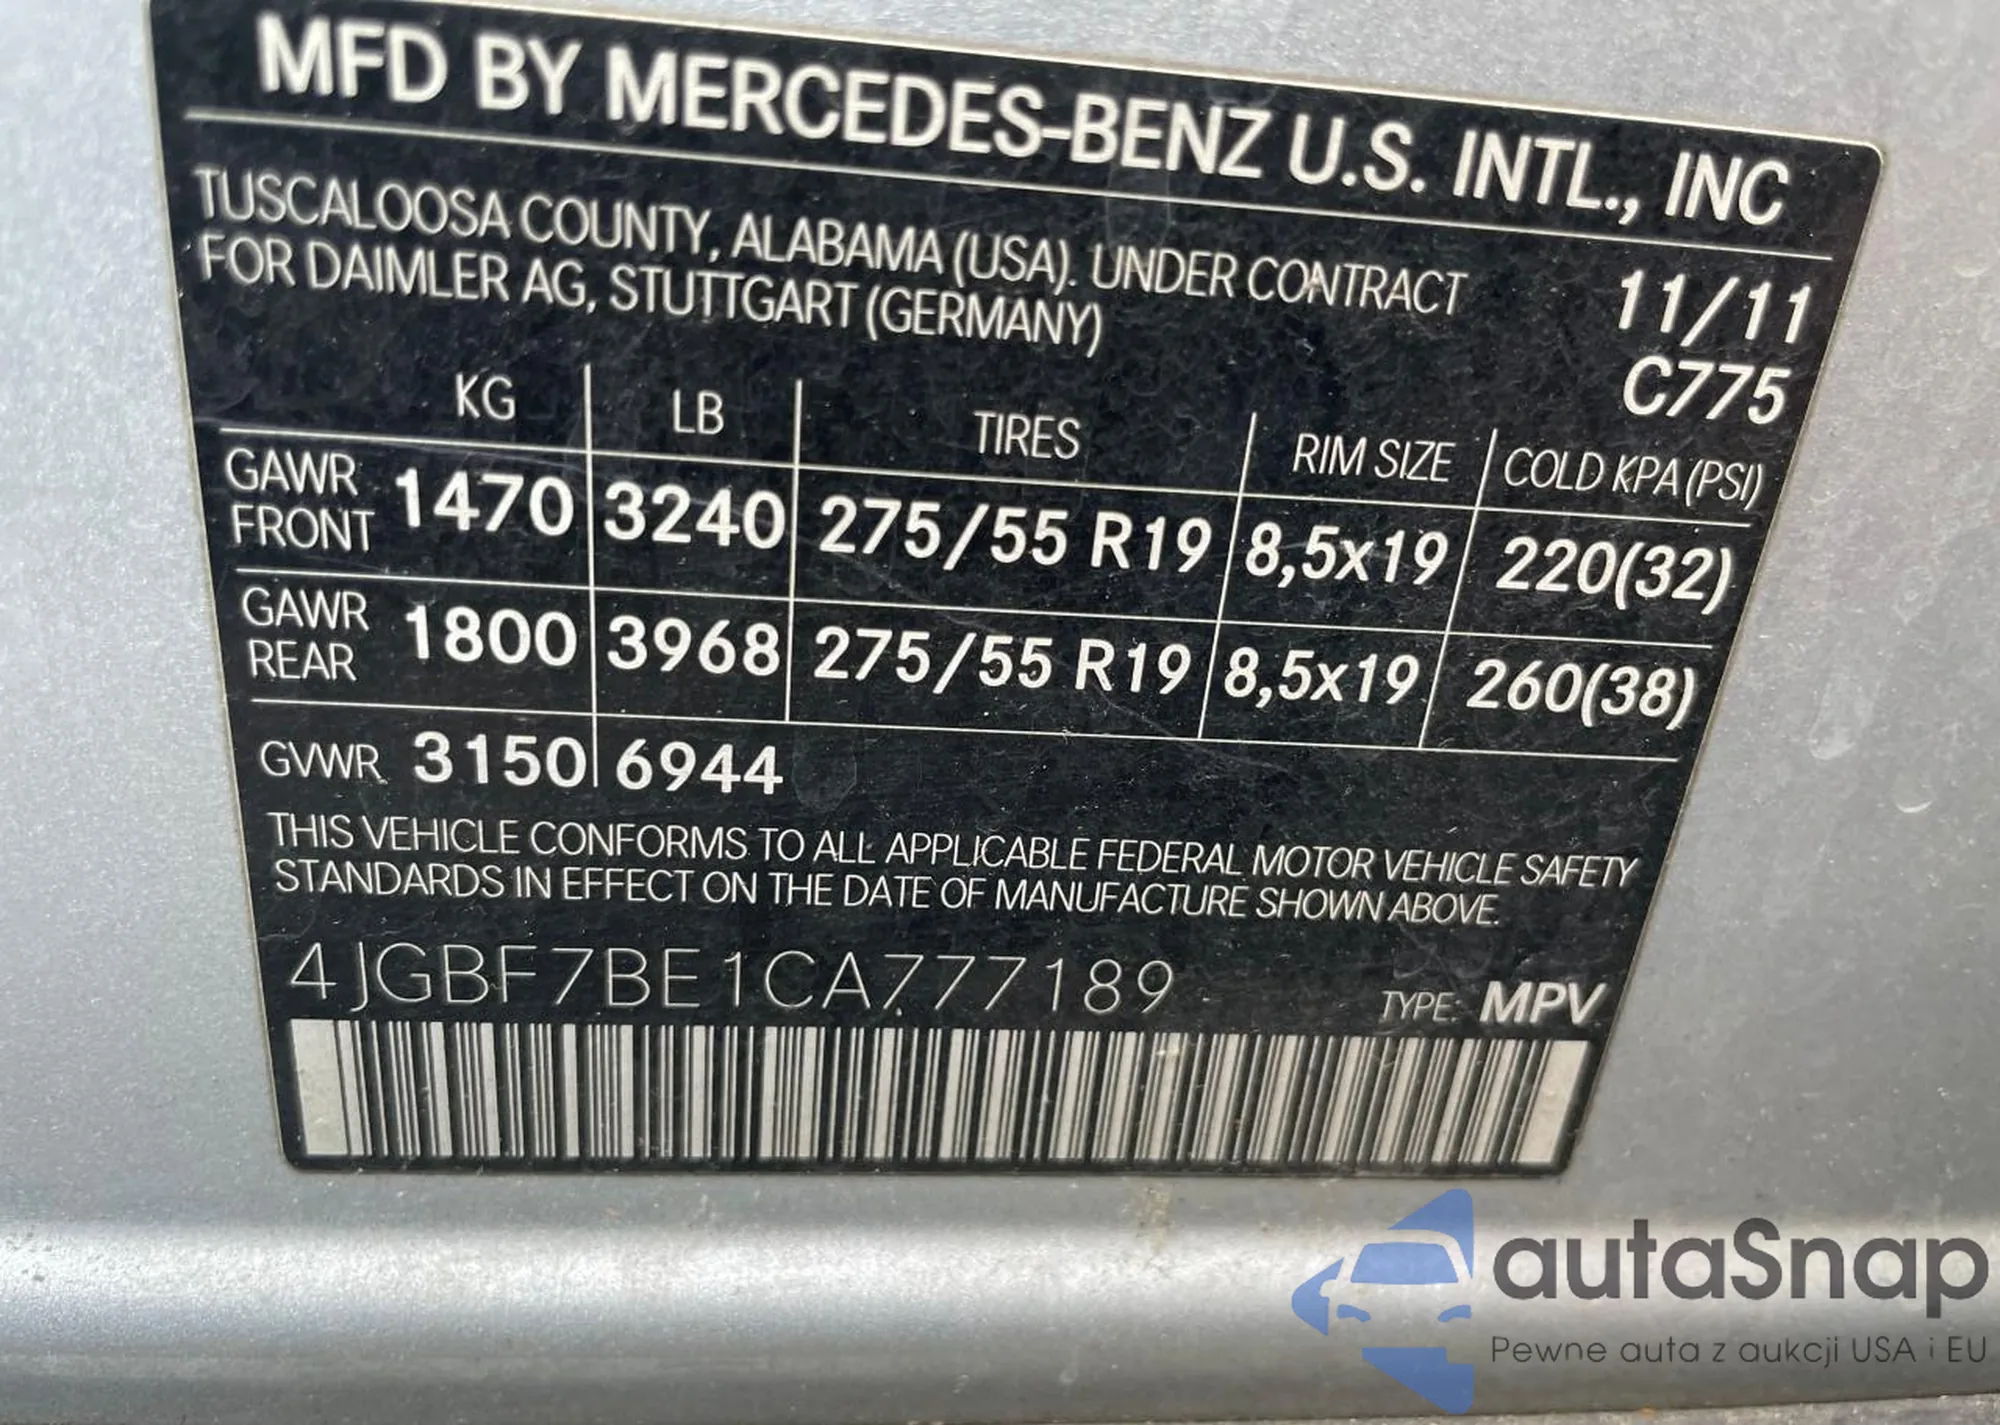 MFD BY MERCEDES-BENZ U.S. INTL., INC
TUSCALOOSA COUNTY, ALABAMA (USA). UNDER CONTRACT
FOR DAIMLER AG, STUTTGART (GERMANY)
11/11
C775
KG LB TIRES RIM SIZE COLD KPA (PSI)
GAWR FRONT 1470 3240 275/55 R19 8,5x19 220(32)
GAWR REAR 1800 3968 275/55 R19 8,5x19 260(38)
GVWR 3150 6944
THIS VEHICLE CONFORMS TO ALL APPLICABLE FEDERAL MOTOR VEHICLE SAFETY
STANDARDS IN EFFECT ON THE DATE OF MANUFACTURE SHOWN ABOVE.
4JGBF7BE1CA777189
TYPE: MPV
autaSnap
Pewne auta z aukcji USA i EU